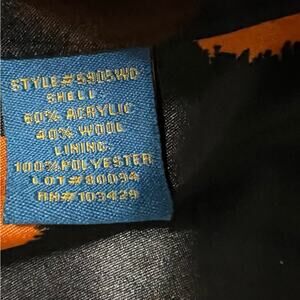 STYLE#5905WD
SHELL
60% ACRYLIC
40% WOOL
LINING
100%POLYESTER
LOT#80094
RN#103429